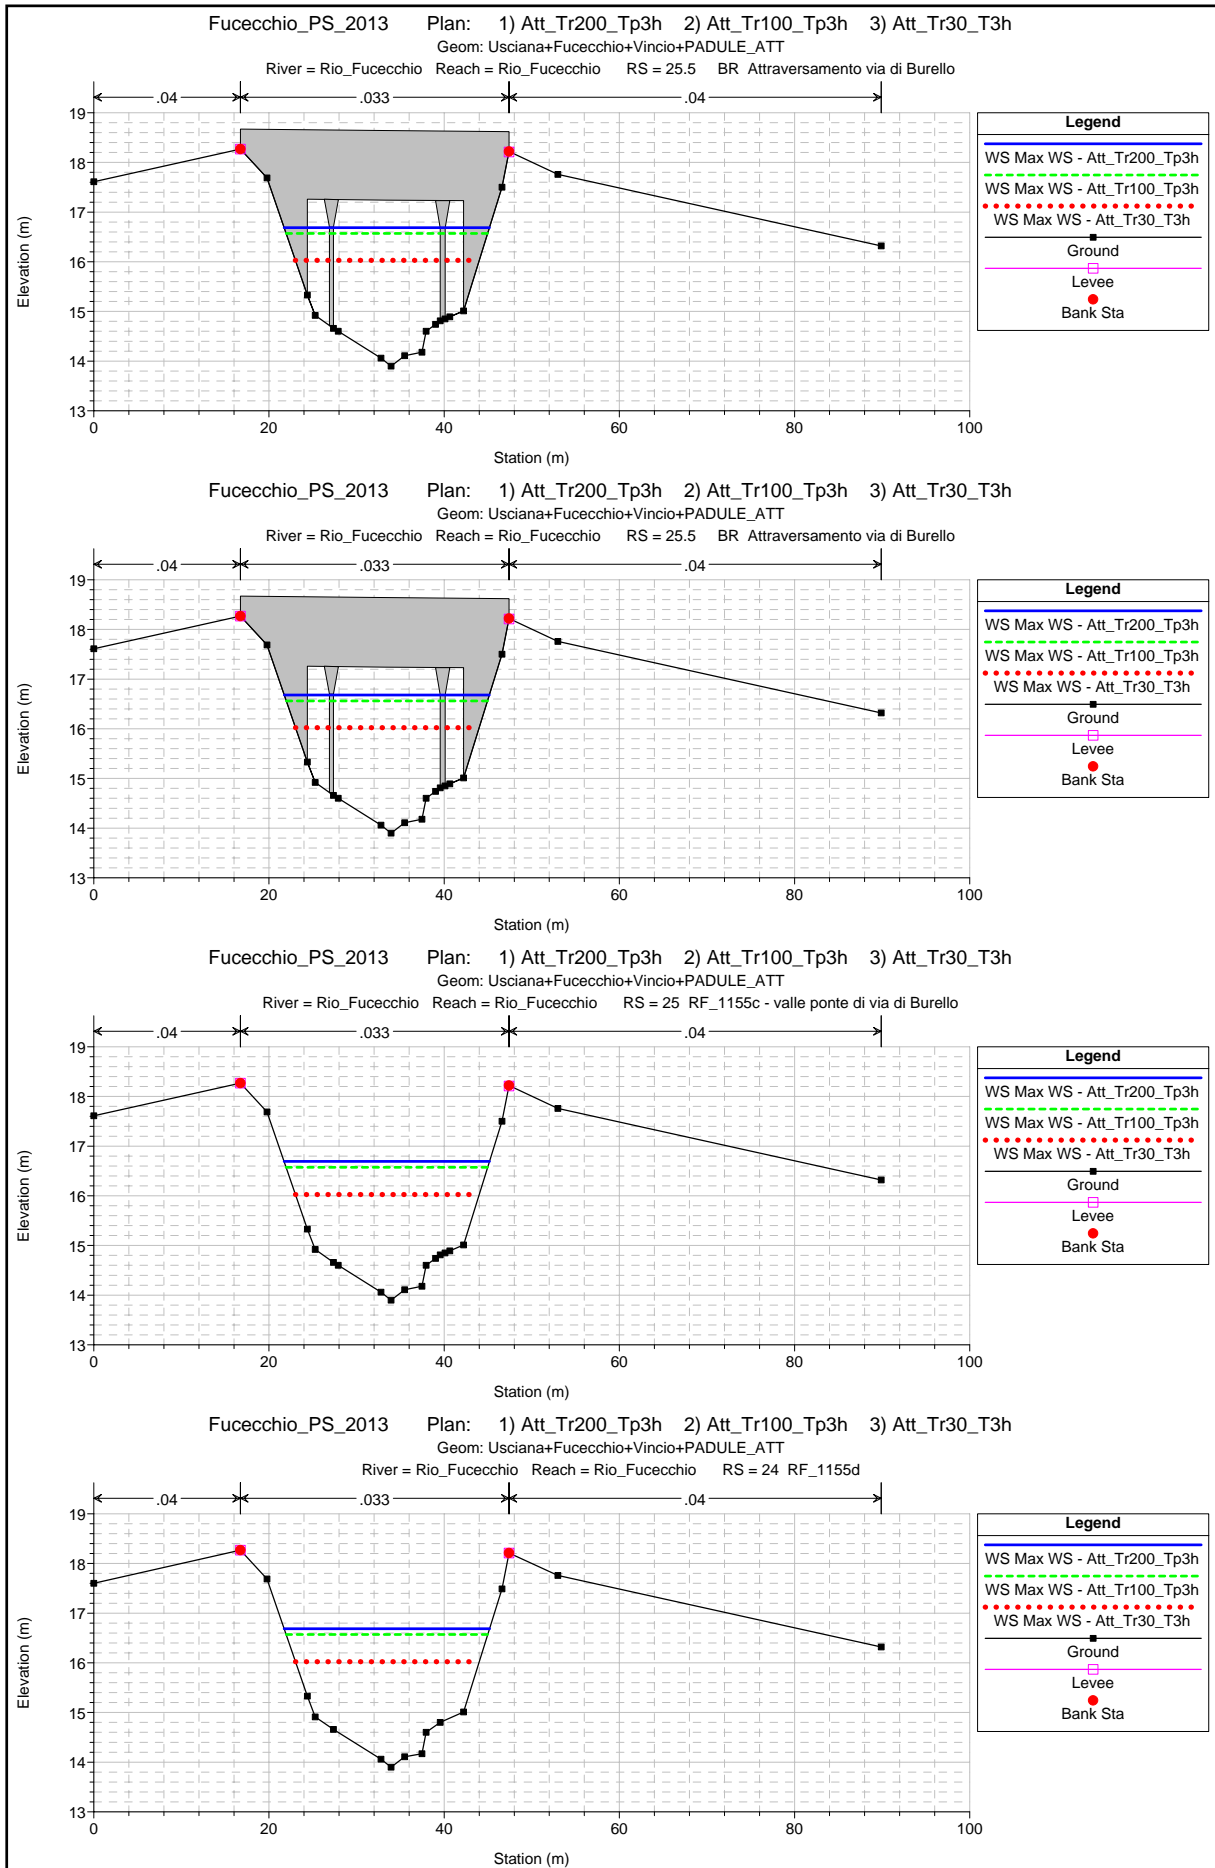 Fucecchio_PS_2013 Plan: 1) Att_Tr200_Tp3h 2) Att_Tr100_Tp3h 3) Att_Tr30_T3h
Geom: Usciana+Fucecchio+Vincio+PADULE_ATT
River = Rio_Fucecchio Reach = Rio_Fucecchio RS = 25.5 BR Attraversamento via di Burello
.04 .033 .04
19
18
17
16
15
14
13
0 20 40 60 80 100
Elevation (m)
Station (m)
Legend
WS Max WS - Att_Tr200_Tp3h
WS Max WS - Att_Tr100_Tp3h
WS Max WS - Att_Tr30_T3h
Ground
Levee
Bank Sta
Fucecchio_PS_2013 Plan: 1) Att_Tr200_Tp3h 2) Att_Tr100_Tp3h 3) Att_Tr30_T3h
Geom: Usciana+Fucecchio+Vincio+PADULE_ATT
River = Rio_Fucecchio Reach = Rio_Fucecchio RS = 25.5 BR Attraversamento via di Burello
.04 .033 .04
19
18
17
16
15
14
13
0 20 40 60 80 100
Elevation (m)
Station (m)
Legend
WS Max WS - Att_Tr200_Tp3h
WS Max WS - Att_Tr100_Tp3h
WS Max WS - Att_Tr30_T3h
Ground
Levee
Bank Sta
Fucecchio_PS_2013 Plan: 1) Att_Tr200_Tp3h 2) Att_Tr100_Tp3h 3) Att_Tr30_T3h
Geom: Usciana+Fucecchio+Vincio+PADULE_ATT
River = Rio_Fucecchio Reach = Rio_Fucecchio RS = 25 RF_1155c - valle ponte di via di Burello
.04 .033 .04
19
18
17
16
15
14
13
0 20 40 60 80 100
Elevation (m)
Station (m)
Legend
WS Max WS - Att_Tr200_Tp3h
WS Max WS - Att_Tr100_Tp3h
WS Max WS - Att_Tr30_T3h
Ground
Levee
Bank Sta
Fucecchio_PS_2013 Plan: 1) Att_Tr200_Tp3h 2) Att_Tr100_Tp3h 3) Att_Tr30_T3h
Geom: Usciana+Fucecchio+Vincio+PADULE_ATT
River = Rio_Fucecchio Reach = Rio_Fucecchio RS = 24 RF_1155d
.04 .033 .04
19
18
17
16
15
14
13
0 20 40 60 80 100
Elevation (m)
Station (m)
Legend
WS Max WS - Att_Tr200_Tp3h
WS Max WS - Att_Tr100_Tp3h
WS Max WS - Att_Tr30_T3h
Ground
Levee
Bank Sta